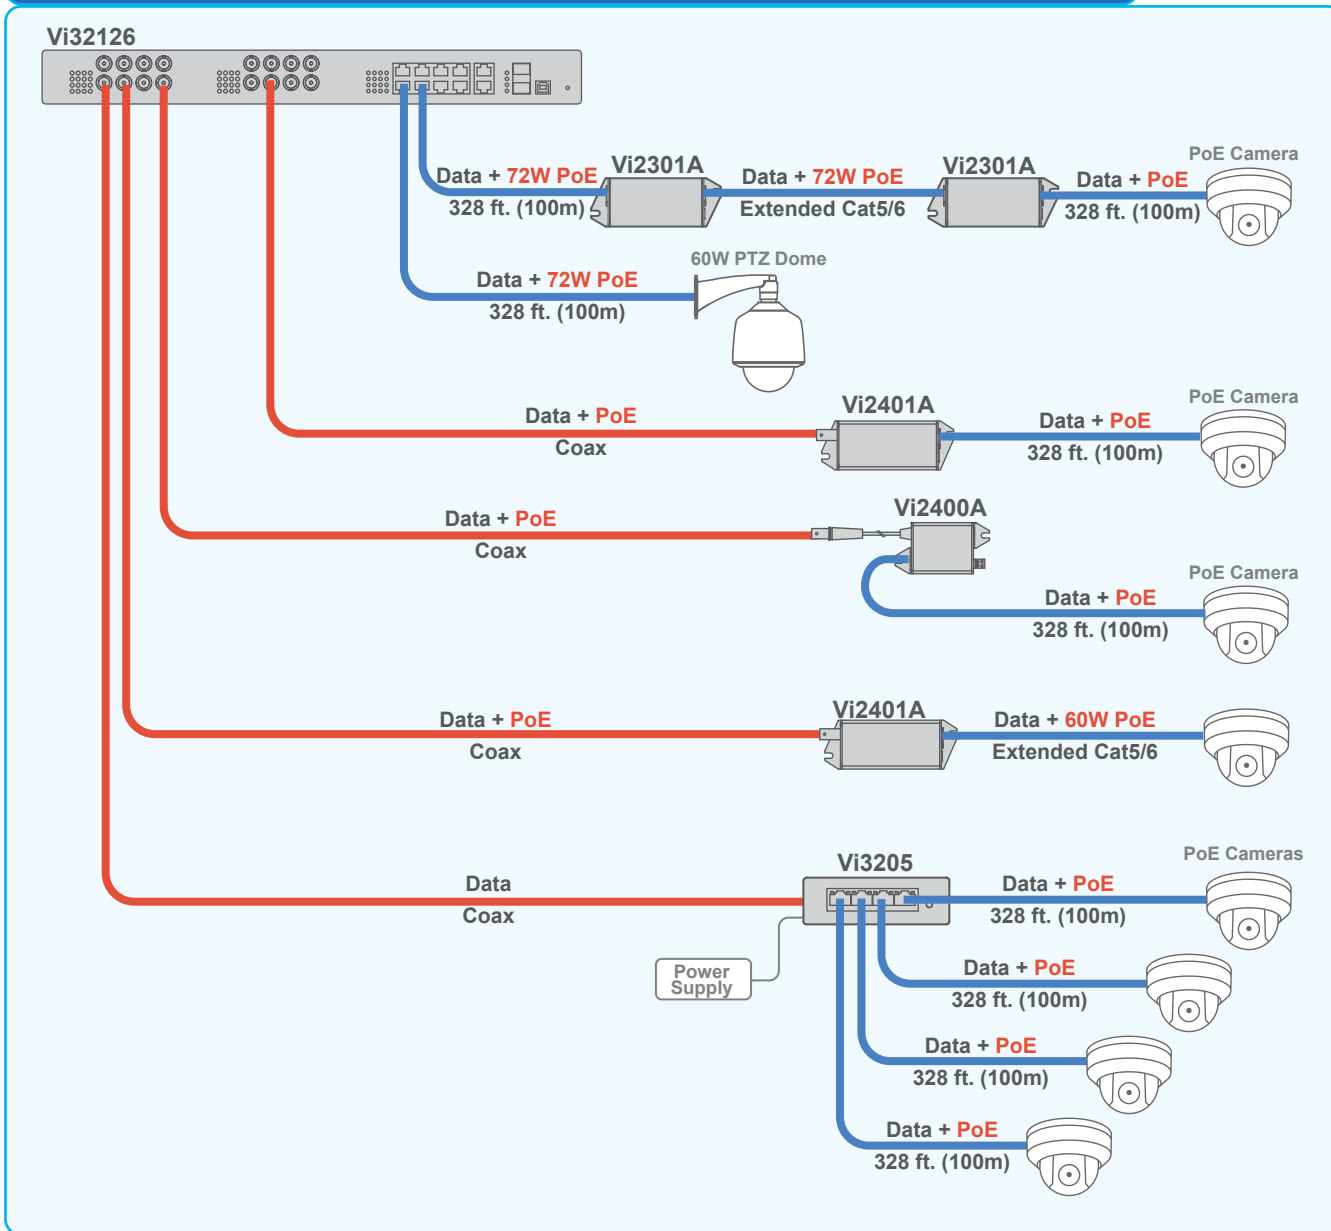 Vi32126
Data + 72W PoE
328 ft. (100m)
Vi2301A
Data + 72W PoE
Extended Cat5/6
Vi2301A
Data + PoE
328 ft. (100m)
PoE Camera
Data + 72W PoE
328 ft. (100m)
60W PTZ Dome
Data + PoE
Coax
Vi2401A
Data + PoE
328 ft. (100m)
PoE Camera
Data + PoE
Coax
Vi2400A
Data + PoE
328 ft. (100m)
PoE Camera
Data + PoE
Coax
Vi2401A
Data + 60W PoE
Extended Cat5/6
Data
Coax
Vi3205
Power
Supply
Data + PoE
328 ft. (100m)
PoE Cameras
Data + PoE
328 ft. (100m)
Data + PoE
328 ft. (100m)
Data + PoE
328 ft. (100m)